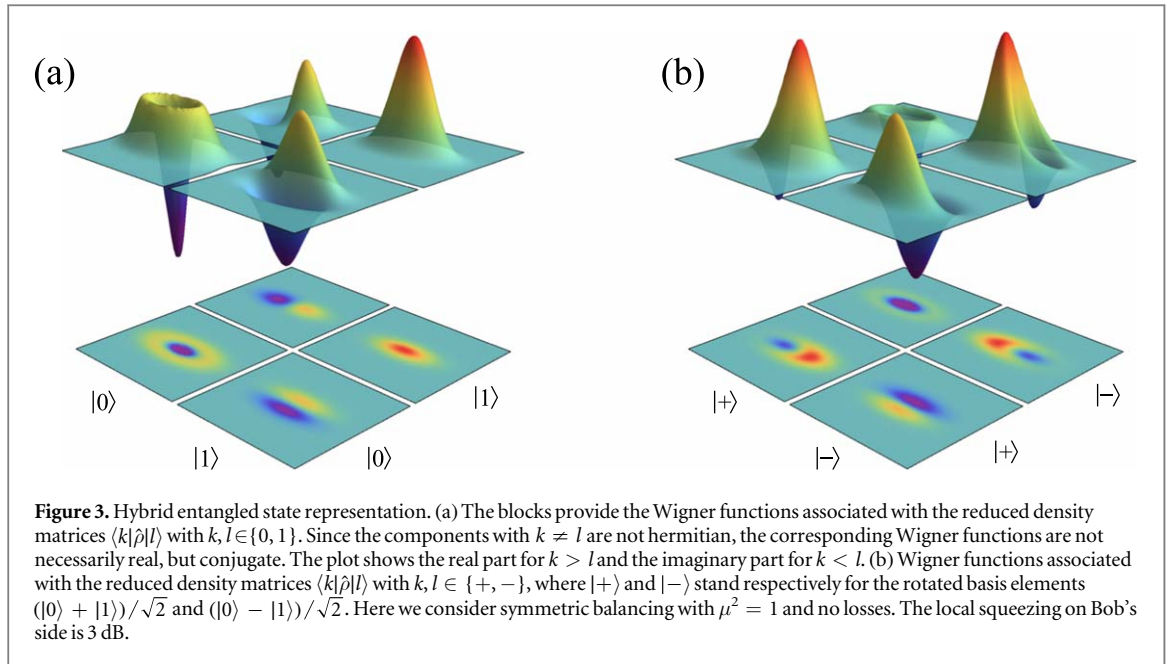 (a)
(b)
|0⟩
|1⟩
|1⟩
|0⟩
|+⟩
|−⟩
|−⟩
|+⟩
Figure 3. Hybrid entangled state representation. (a) The blocks provide the Wigner functions associated with the reduced density
matrices ⟨k|ρ̂|l⟩ with k, l∈{0, 1}. Since the components with k ≠ l are not hermitian, the corresponding Wigner functions are not
necessarily real, but conjugate. The plot shows the real part for k > l and the imaginary part for k < l. (b) Wigner functions associated
with the reduced density matrices ⟨k|ρ̂|l⟩ with k, l ∈ {+, −}, where |+⟩ and |−⟩ stand respectively for the rotated basis elements
(|0⟩ + |1⟩)/√2 and (|0⟩ − |1⟩)/√2. Here we consider symmetric balancing with μ² = 1 and no losses. The local squeezing on Bob's
side is 3 dB.